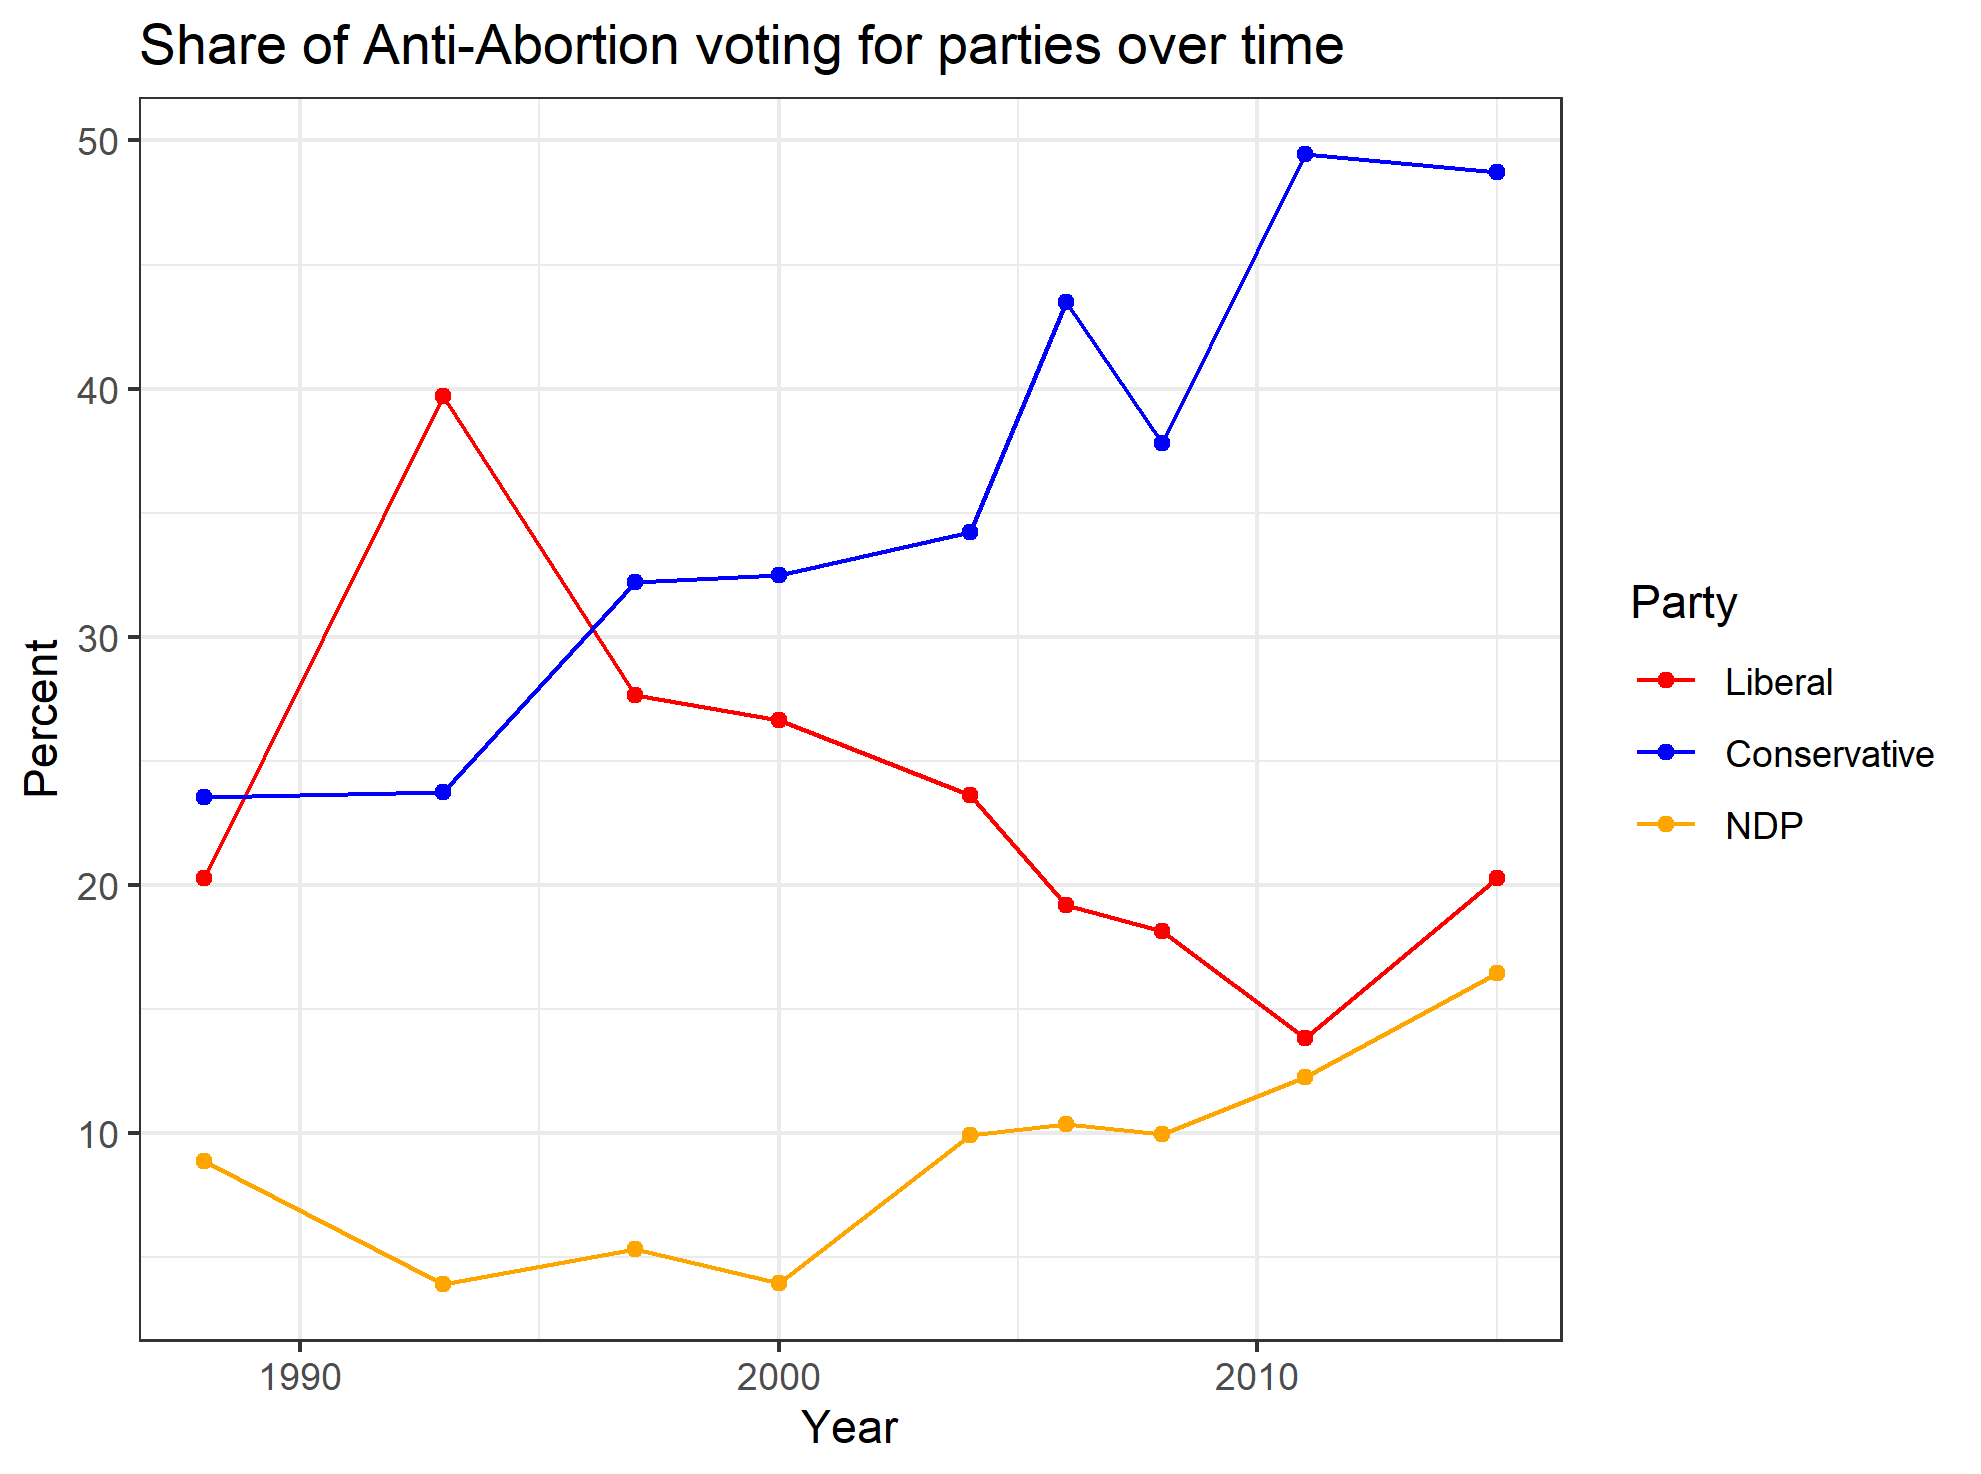 Share of Anti-Abortion voting for parties over time
50
40
30
20
10
Percent
1990 2000 2010
Year
Party
Liberal
Conservative
NDP